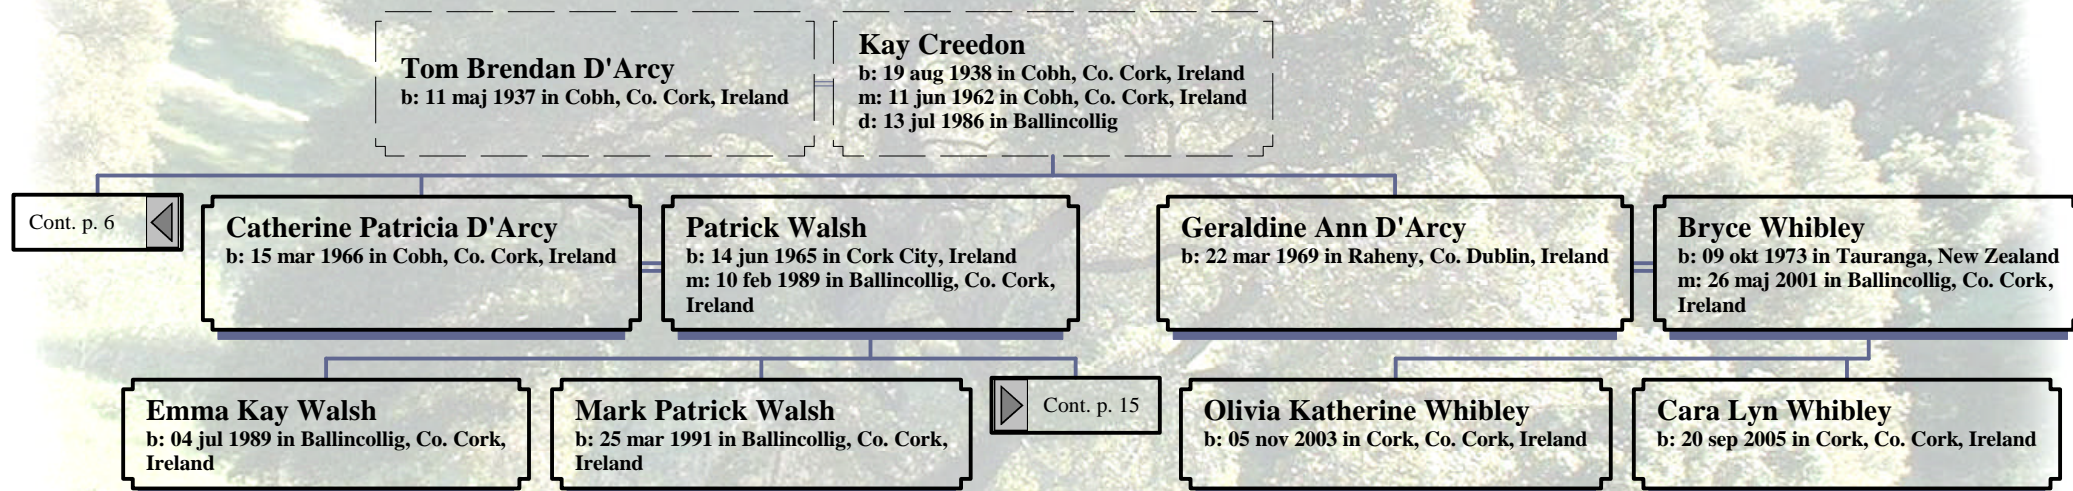 Tom Brendan D'Arcy
b: 11 maj 1937 in Cobh, Co. Cork, Ireland
Kay Creedon
b: 19 aug 1938 in Cobh, Co. Cork, Ireland
m: 11 jun 1962 in Cobh, Co. Cork, Ireland
d: 13 jul 1986 in Ballincollig
Cont. p. 6
Catherine Patricia D'Arcy
b: 15 mar 1966 in Cobh, Co. Cork, Ireland
Patrick Walsh
b: 14 jun 1965 in Cork City, Ireland
m: 10 feb 1989 in Ballincollig, Co. Cork,
Ireland
Geraldine Ann D'Arcy
b: 22 mar 1969 in Raheny, Co. Dublin, Ireland
Bryce Whibley
b: 09 okt 1973 in Tauranga, New Zealand
m: 26 maj 2001 in Ballincollig, Co. Cork,
Ireland
Emma Kay Walsh
b: 04 jul 1989 in Ballincollig, Co. Cork,
Ireland
Mark Patrick Walsh
b: 25 mar 1991 in Ballincollig, Co. Cork,
Ireland
Cont. p. 15
Olivia Katherine Whibley
b: 05 nov 2003 in Cork, Co. Cork, Ireland
Cara Lyn Whibley
b: 20 sep 2005 in Cork, Co. Cork, Ireland